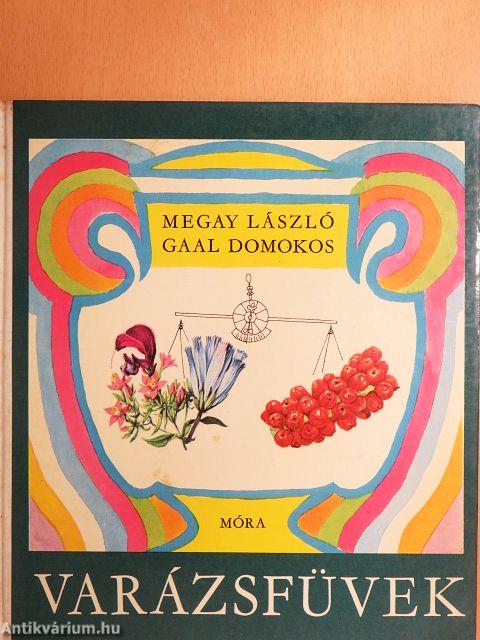 MEGAY LÁSZLÓ
GAAL DOMOKOS
MÓRA
VARÁZSFÜVEK
Antikvárium.hu